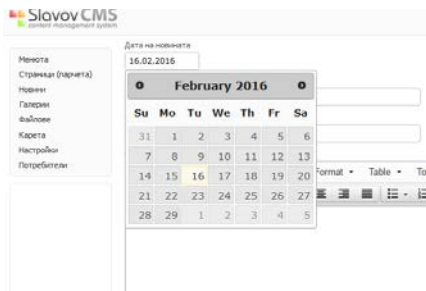 Slavov CMS
content management system
Дата на новината
16.02.2016
Менюта
Страници (парчета)
Новини
Галерии
Файлове
Карета
Настройки
Потребители
February 2016
Su Mo Tu We Th Fr Sa
31 1 2 3 4 5 6
7 8 9 10 11 12 13
14 15 16 17 18 19 20
21 22 23 24 25 26 27
28 29 1 2 3 4 5
Format Table To